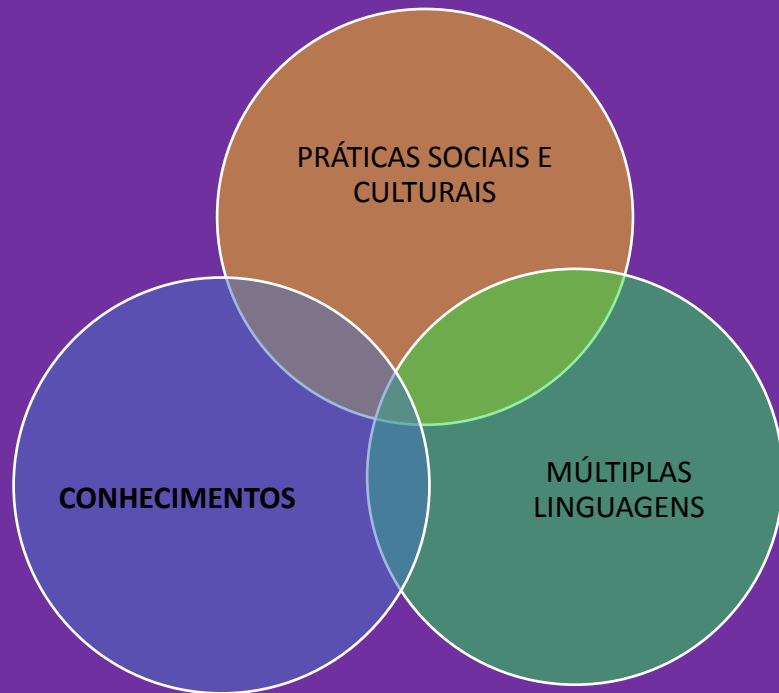 PRÁTICAS SOCIAIS E
CULTURAIS
CONHECIMENTOS
MÚLTIPLAS
LINGUAGENS